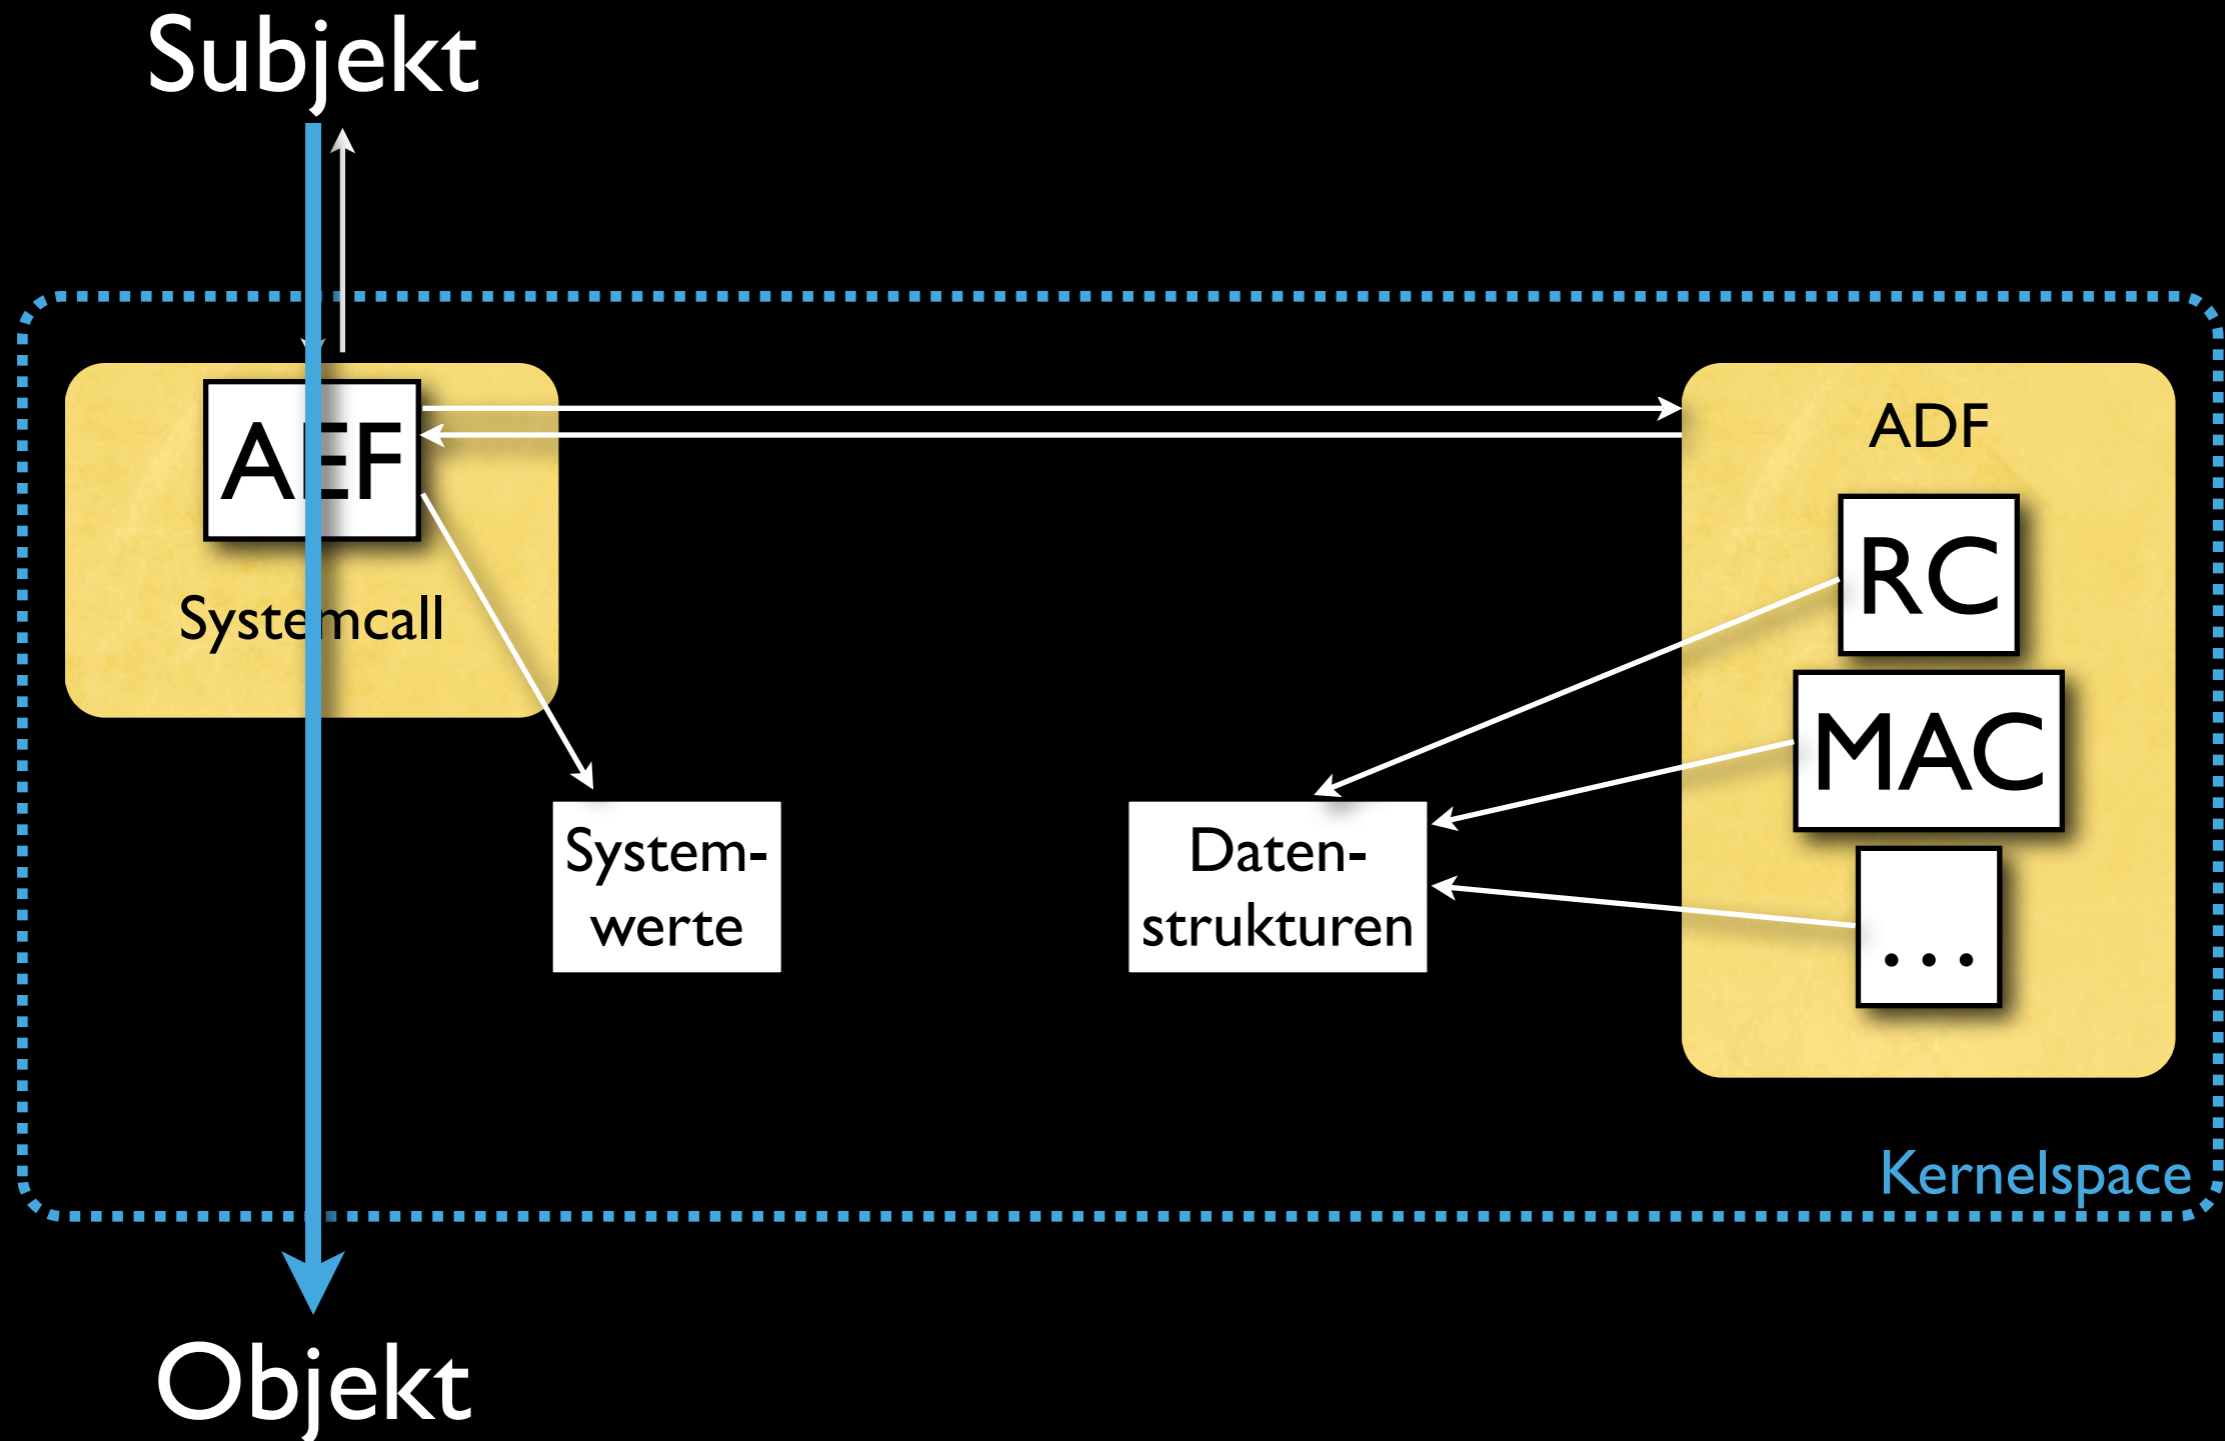 Subjekt
AEF
Systemcall
ADF
RC
MAC
...
System-
werte
Daten-
strukturen
Kernelspace
Objekt